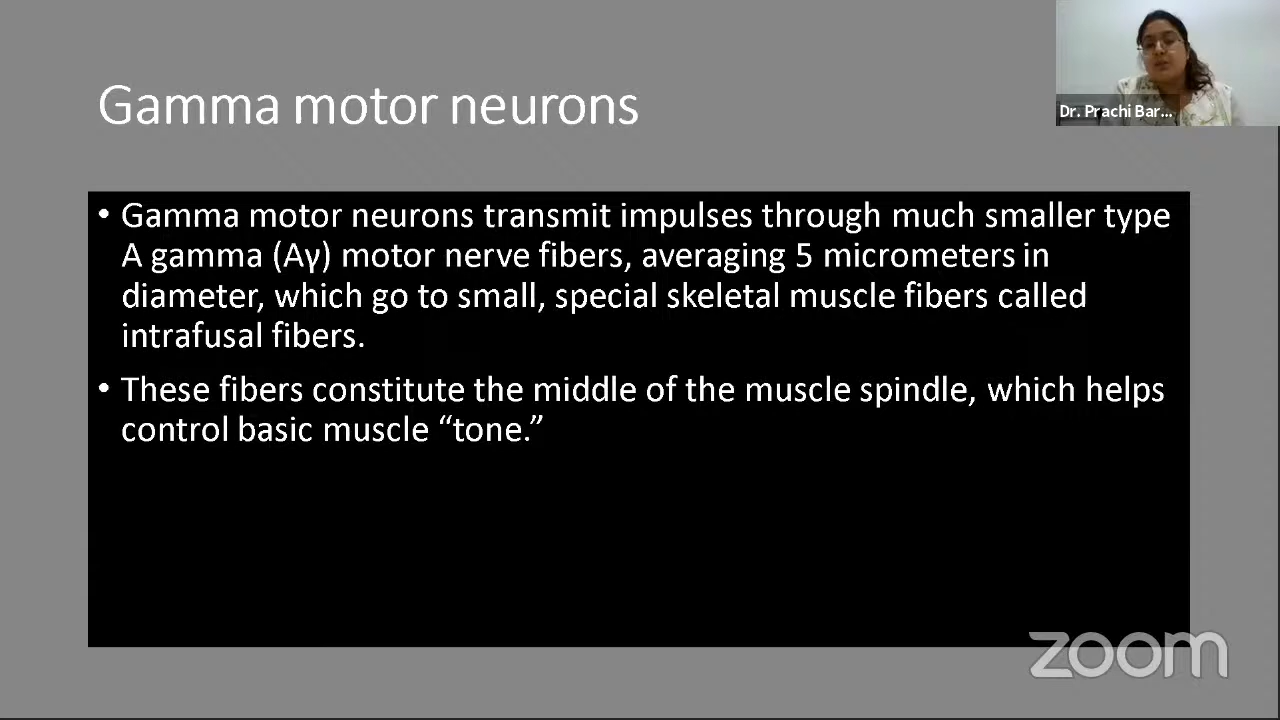 Gamma motor neurons
Dr. Prachi Bar...
• Gamma motor neurons transmit impulses through much smaller type
A gamma (Aγ) motor nerve fibers, averaging 5 micrometers in
diameter, which go to small, special skeletal muscle fibers called
intrafusal fibers.
• These fibers constitute the middle of the muscle spindle, which helps
control basic muscle “tone.”
zoom